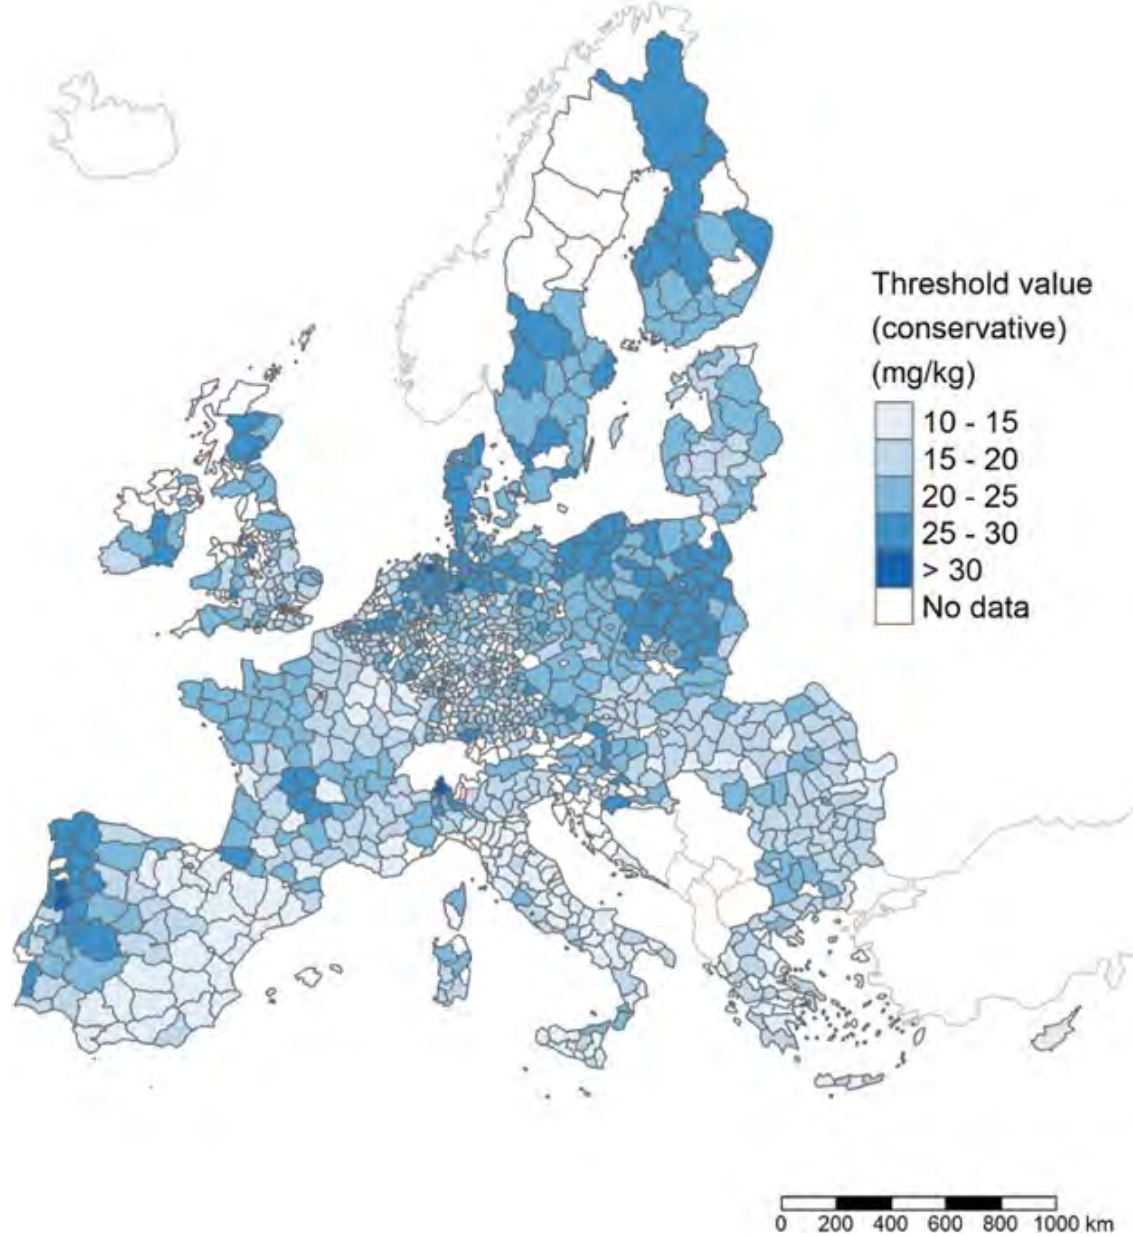 Threshold value
(conservative)
(mg/kg)
10 - 15
15 - 20
20 - 25
25 - 30
> 30
No data
0 200 400 600 800 1000 km